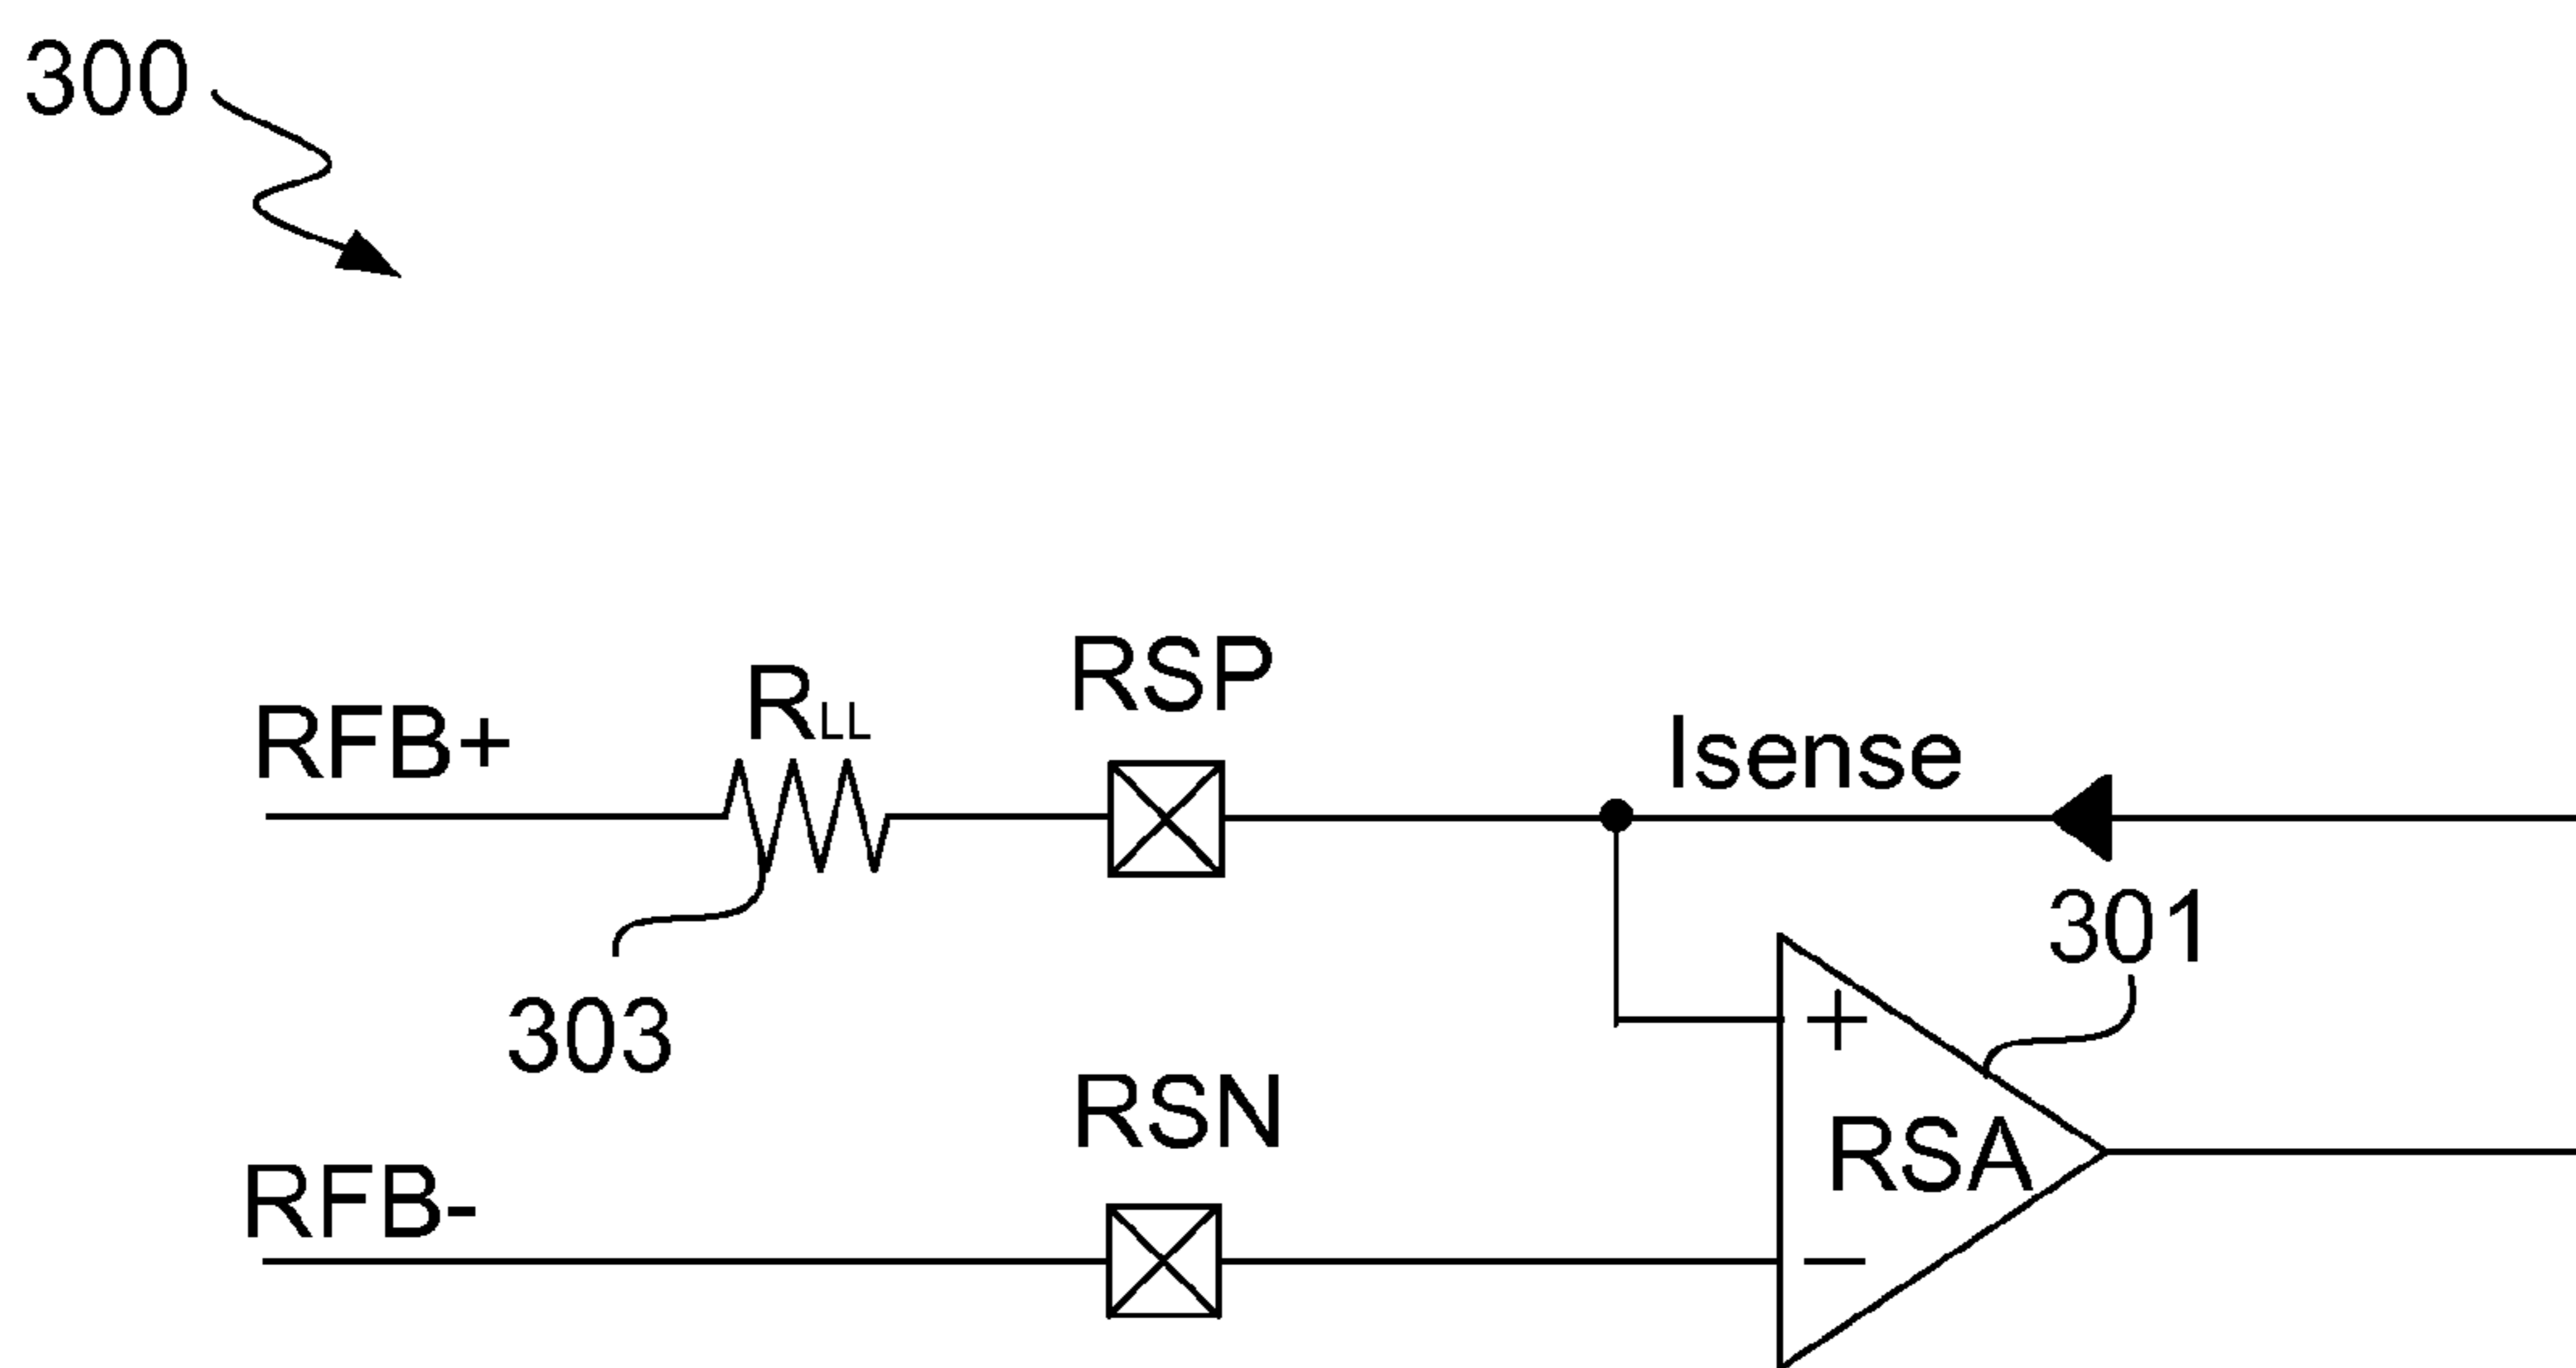 300
RSP
RLL
RFB+
Isense
301
303
+
RSN
RSA
RFB-
−